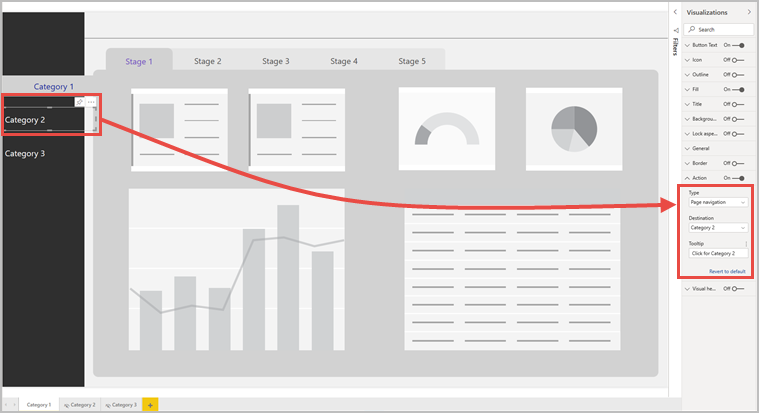 Visualizations
Search
Filters
Button Text On
Icon Off
Outline Off
Fill On
Title Off
Backgrou... Off
Lock aspe... Off
General
Border Off
Action On
Type
Page navigation
Destination
Category 2
Tooltip
Click for Category 2
Revert to default
Visual he... Off
Stage 1 Stage 2 Stage 3 Stage 4 Stage 5
Category 1
Category 2
Category 3
Category 1 Category 2 Category 3